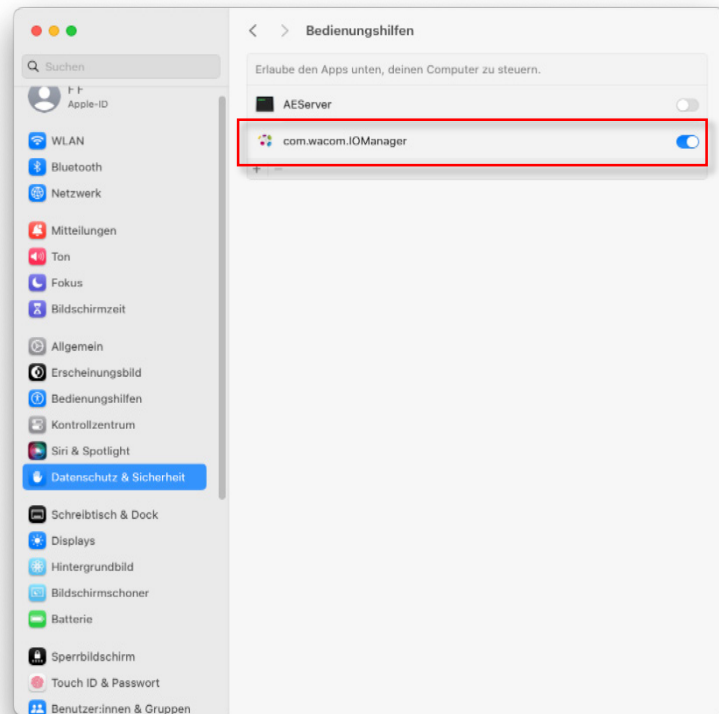 Bedienungshilfen
Suchen
Erlaube den Apps unten, deinen Computer zu steuern.
F F
Apple-ID
AEServer
com.wacom.IOManager
WLAN
Bluetooth
Netzwerk
Mitteilungen
Ton
Fokus
Bildschirmzeit
Allgemein
Erscheinungsbild
Bedienungshilfen
Kontrollzentrum
Siri & Spotlight
Datenschutz & Sicherheit
Schreibtisch & Dock
Displays
Hintergrundbild
Bildschirmschoner
Batterie
Sperrbildschirm
Touch ID & Passwort
Benutzer:innen & Gruppen